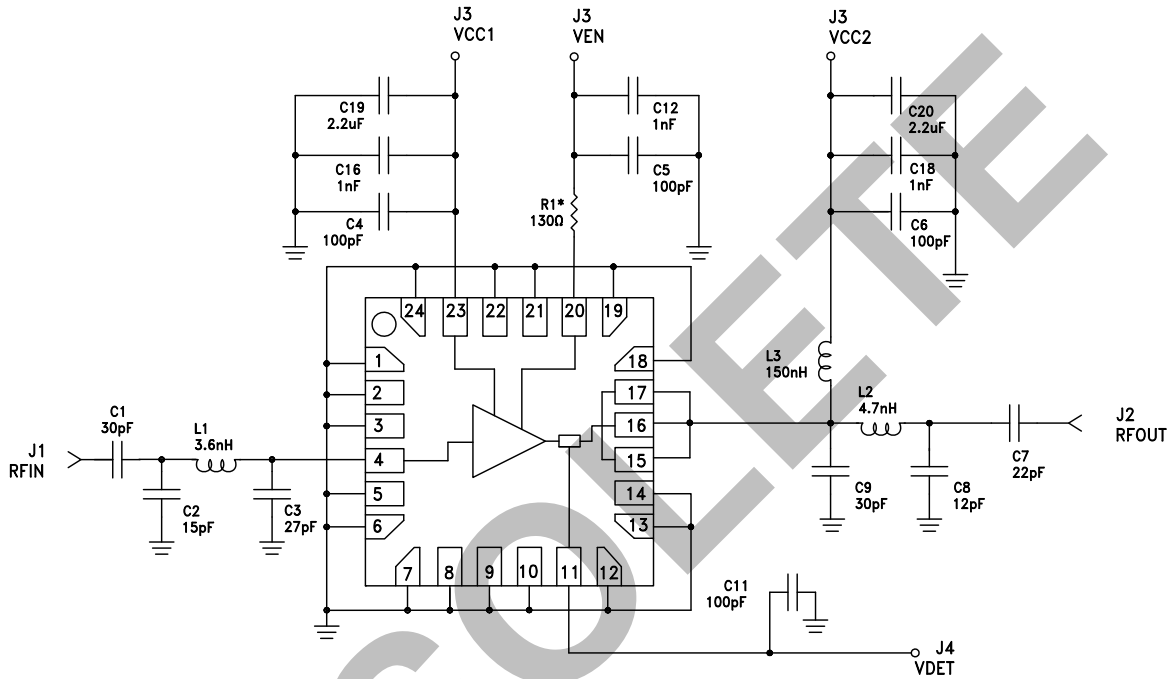 J3
VCC1
J3
VEN
J3
VCC2
C19
2.2uF
C16
1nF
C4
100pF
C12
1nF
C5
100pF
R1*
130Ω
C20
2.2uF
C18
1nF
C6
100pF
24
23
22
21
20
19
1
2
3
4
5
6
18
17
16
15
14
13
7
8
9
10
11
12
L3
150nH
L2
4.7nH
J1
RFIN
C1
30pF
L1
3.6nH
C2
15pF
C3
27pF
J2
RFOUT
C7
22pF
C9
30pF
C8
12pF
C11
100pF
J4
VDET
OLETE